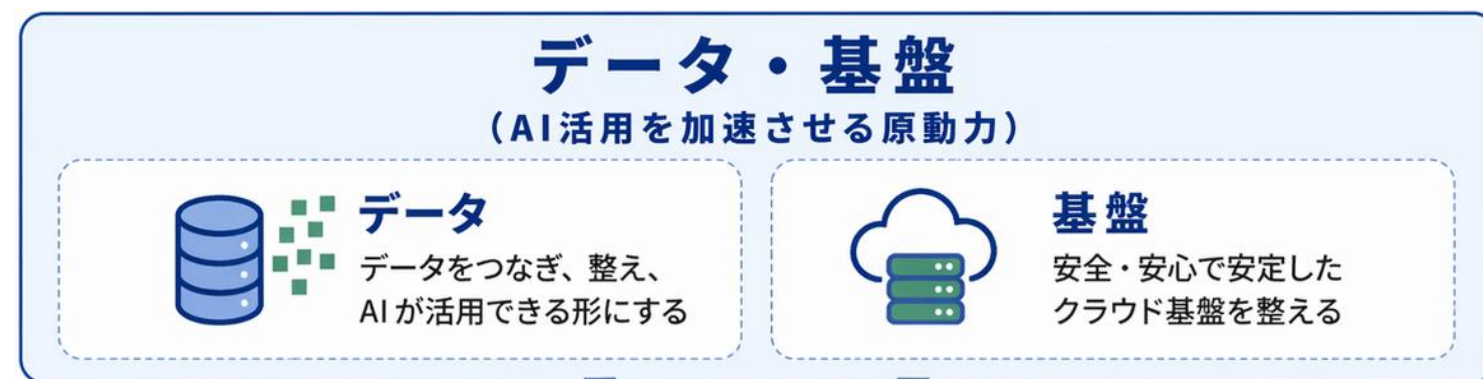 データ・基盤
（AI活用を加速させる原動力）
データ
データをつなぎ、整え、
AIが活用できる形にする
基盤
安全・安心で安定した
クラウド基盤を整える